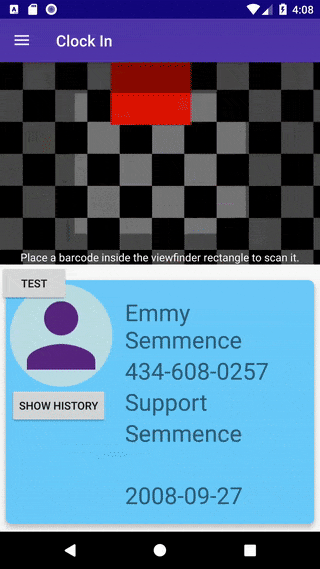 4:08
Clock In
Place a barcode inside the viewfinder rectangle to scan it.
TEST
Emmy
Semmence
434-608-0257
Support
Semmence
2008-09-27
SHOW HISTORY